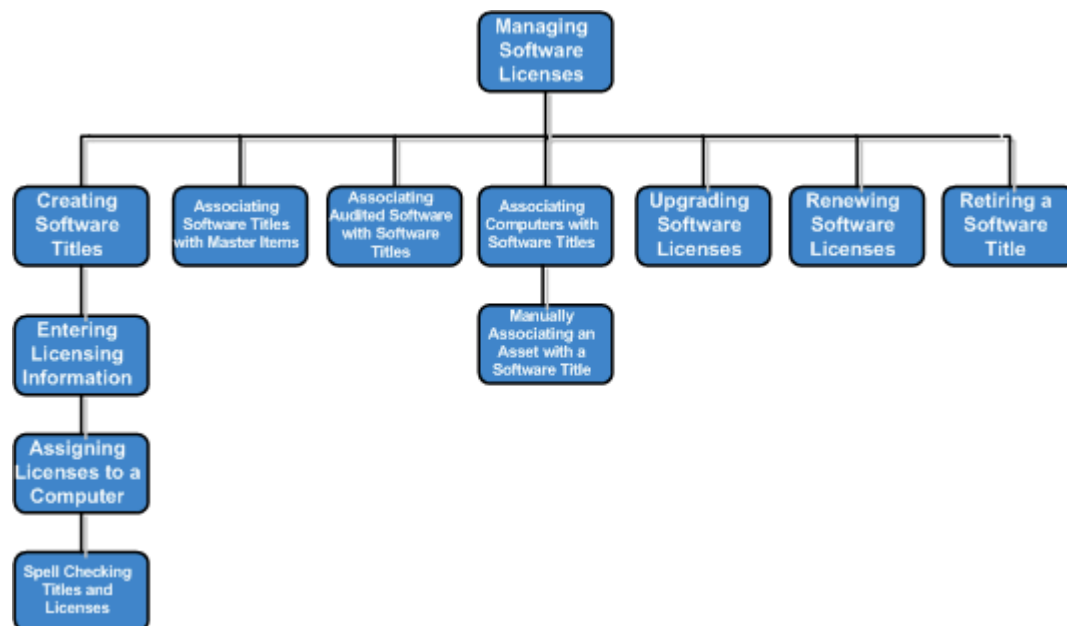 Managing
Software
Licenses
Creating
Software
Titles
Associating
Software Titles
with Master Items
Associating
Audited Software
with Software
Titles
Associating
Computers with
Software Titles
Upgrading
Software
Licenses
Renewing
Software
Licenses
Retiring a
Software
Title
Entering
Licensing
Information
Manually
Associating an
Asset with a
Software Title
Assigning
Licenses to a
Computer
Spell Checking
Titles and
Licenses